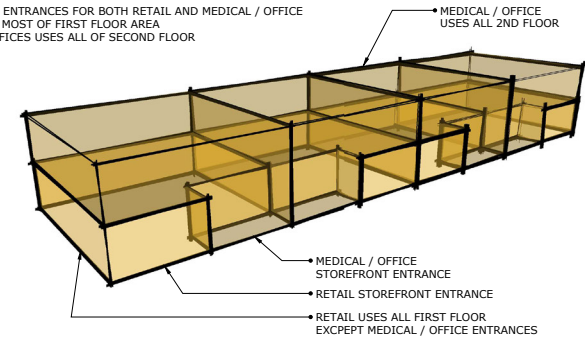 ENTRANCES FOR BOTH RETAIL AND MEDICAL / OFFICE
MOST OF FIRST FLOOR AREA
FICES USES ALL OF SECOND FLOOR
MEDICAL / OFFICE
USES ALL 2ND FLOOR
MEDICAL / OFFICE
STOREFRONT ENTRANCE
RETAIL STOREFRONT ENTRANCE
RETAIL USES ALL FIRST FLOOR
EXCPEPT MEDICAL / OFFICE ENTRANCES